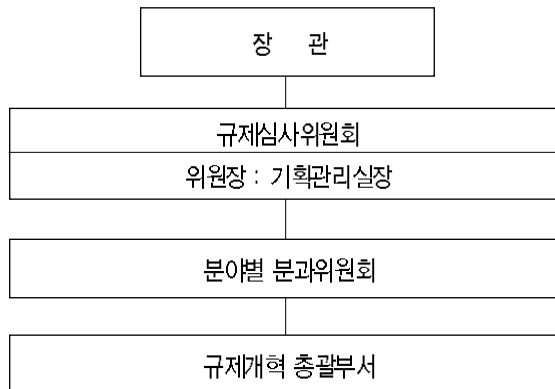 장 관
규제심사위원회
위원장 : 기획관리실장
분야별 분과위원회
규제개혁 총괄부서